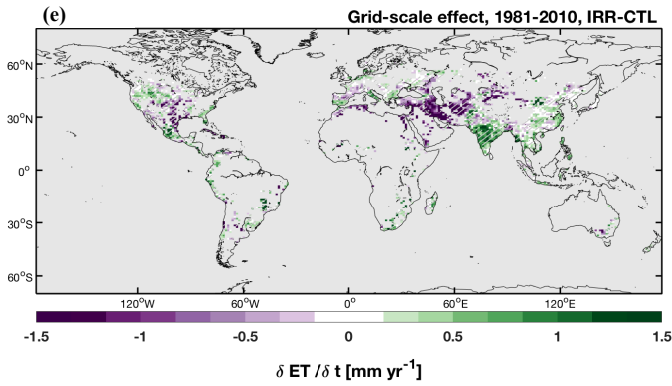 (e)
Grid-scale effect, 1981-2010, IRR-CTL
60°N
30°N
0°
30°S
60°S
120°W 60°W 0° 60°E 120°E
-1.5 -1 -0.5 0 0.5 1 1.5
δ ET /δ t [mm yr⁻¹]